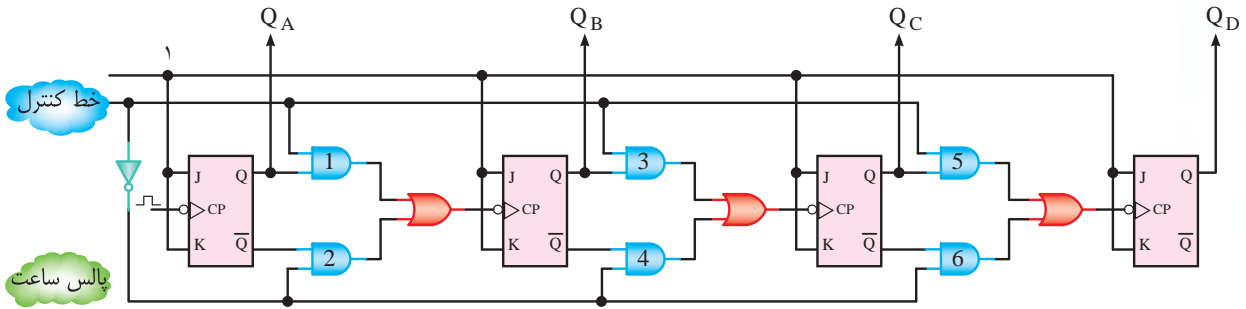 Q_A Q_B Q_C Q_D
۱
خط کنترل
1 3 5
J Q J Q J Q J Q
CP CP CP CP
K Q̅ K Q̅ K Q̅ K Q̅
2 4 6
پالس ساعت